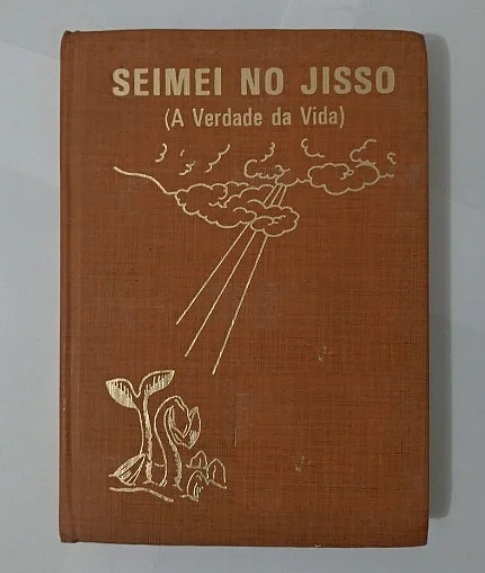 SEIMEI NO JISSO
(A Verdade da Vida)